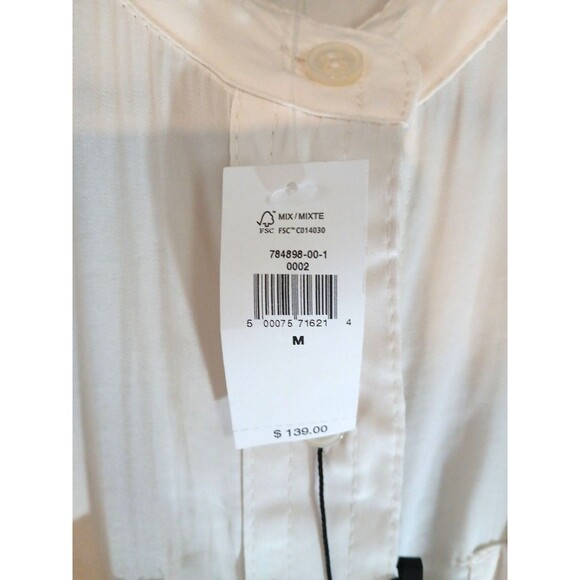 MIX/MIXTE
FSC FSC™ C014030
784898-00-1
0002
5 00075 71621 4
M
$ 139.00